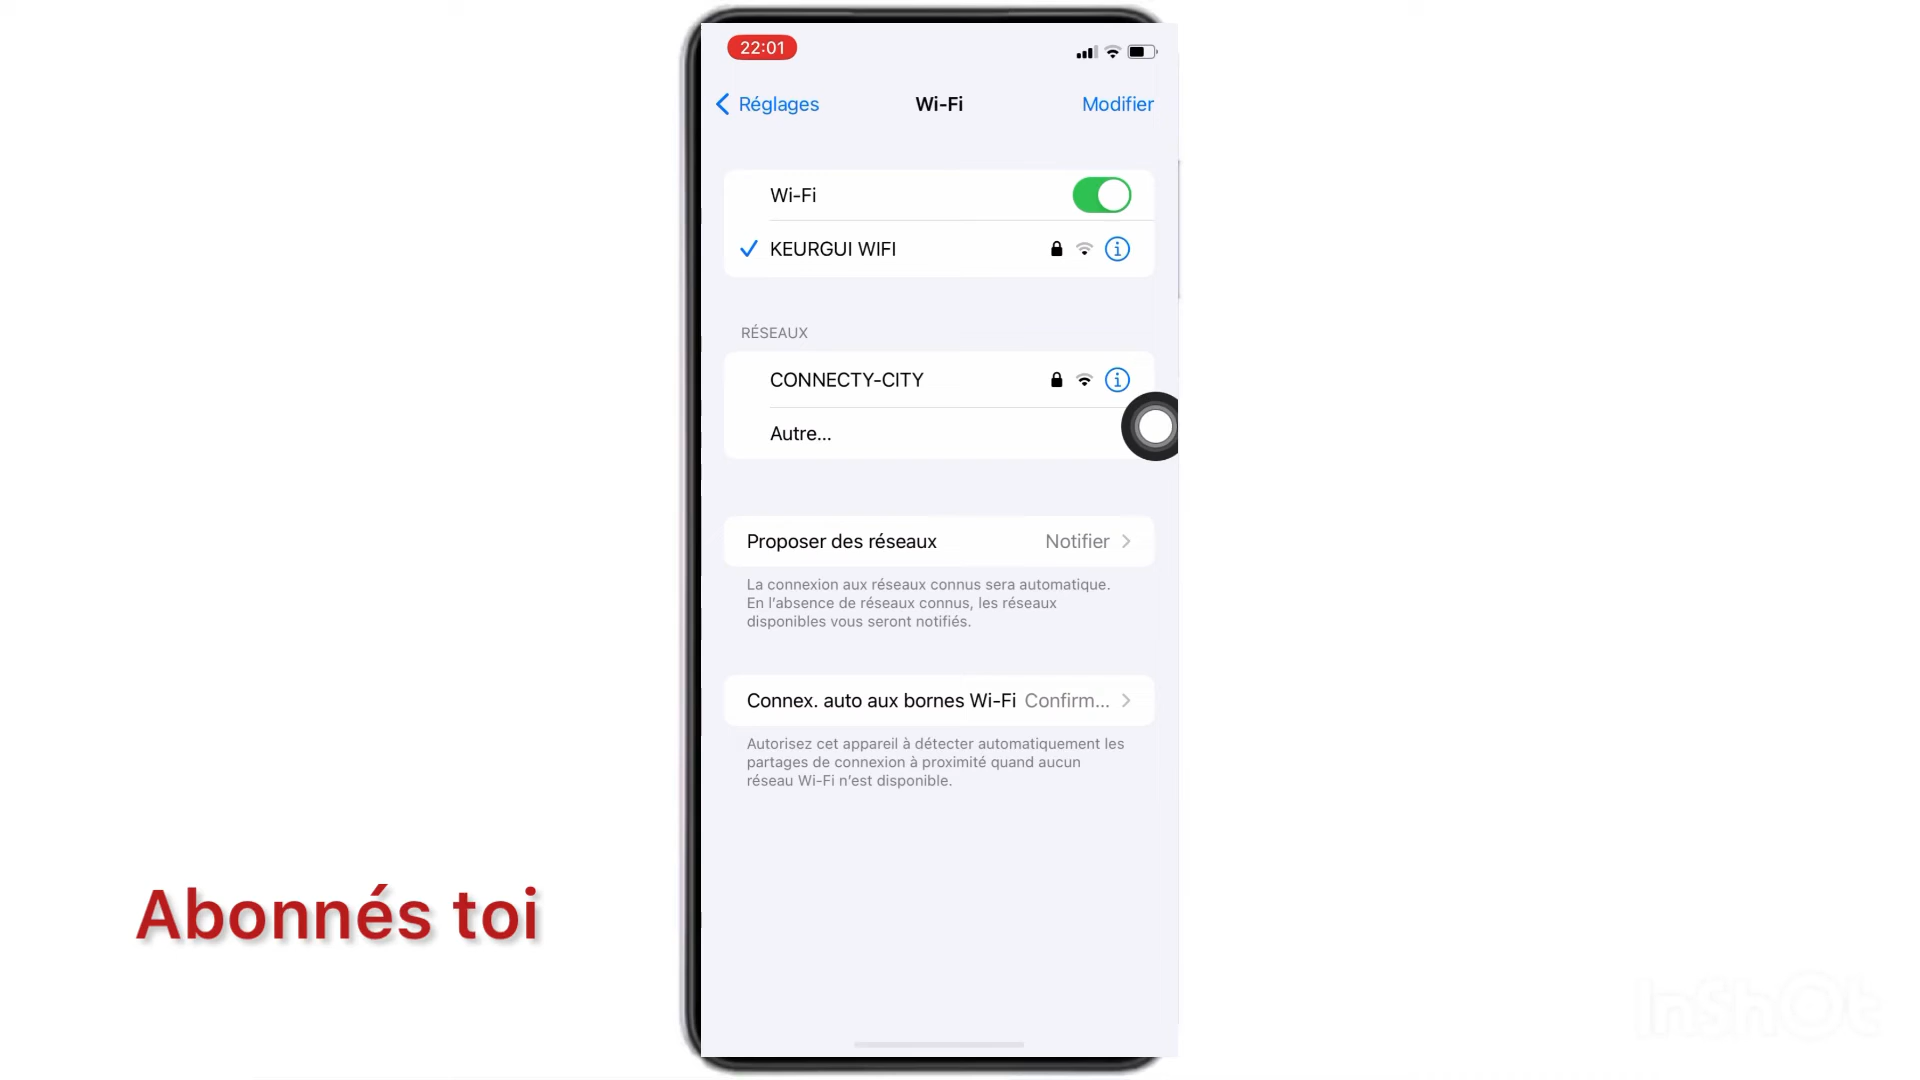 22:01
Réglages
Wi-Fi
Modifier
Wi-Fi
KEURGUI WIFI
RÉSEAUX
CONNECTY-CITY
Autre...
Proposer des réseaux Notifier
La connexion aux réseaux connus sera automatique.
En l'absence de réseaux connus, les réseaux
disponibles vous seront notifiés.
Connex. auto aux bornes Wi-Fi Confirm...
Autorisez cet appareil à détecter automatiquement les
partages de connexion à proximité quand aucun
réseau Wi-Fi n'est disponible.
Abonnés toi
InShOt